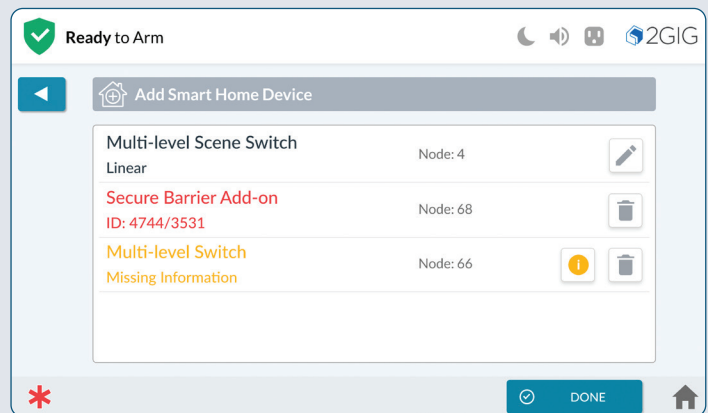 Ready to Arm
2GIG
Add Smart Home Device
Multi-level Scene Switch
Linear
Node: 4
Secure Barrier Add-on
ID: 4744/3531
Node: 68
Multi-level Switch
Missing Information
Node: 66
i
DONE